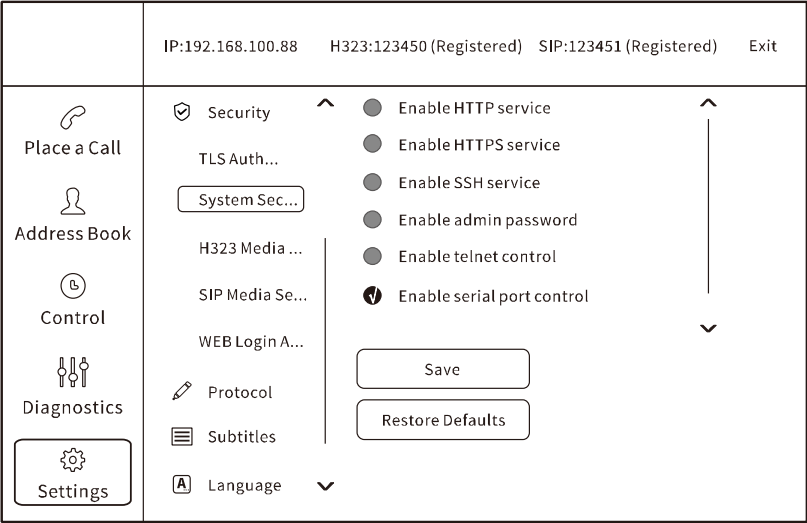 IP:192.168.100.88 H323:123450 (Registered) SIP:123451 (Registered) Exit
Place a Call
Address Book
Control
Diagnostics
Settings
Security
TLS Auth...
System Sec...
H323 Media ...
SIP Media Se...
WEB Login A...
Protocol
Subtitles
A
Language
Enable HTTP service
Enable HTTPS service
Enable SSH service
Enable admin password
Enable telnet control
Enable serial port control
Save
Restore Defaults